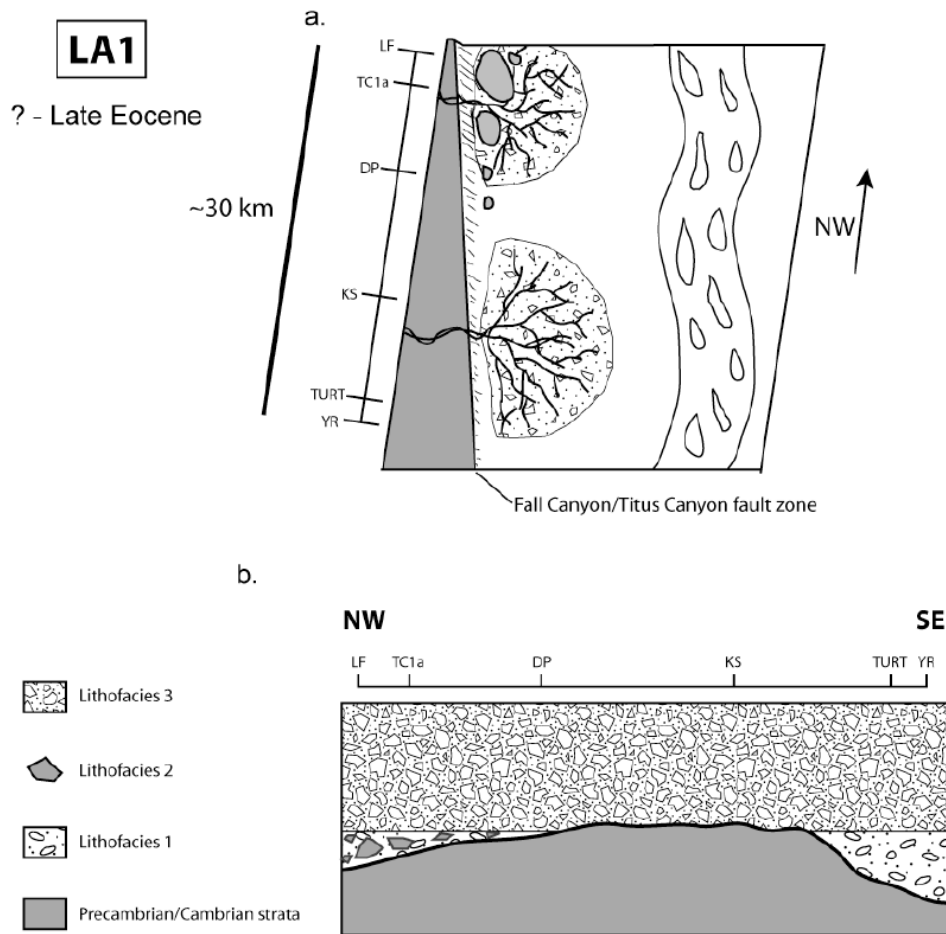 a.
LA1
? - Late Eocene
~30 km
LF
TC1a
DP
KS
TURT
YR
NW
Fall Canyon/Titus Canyon fault zone
b.
NW
SE
LF
TC1a
DP
KS
TURT
YR
Lithofacies 3
Lithofacies 2
Lithofacies 1
Precambrian/Cambrian strata